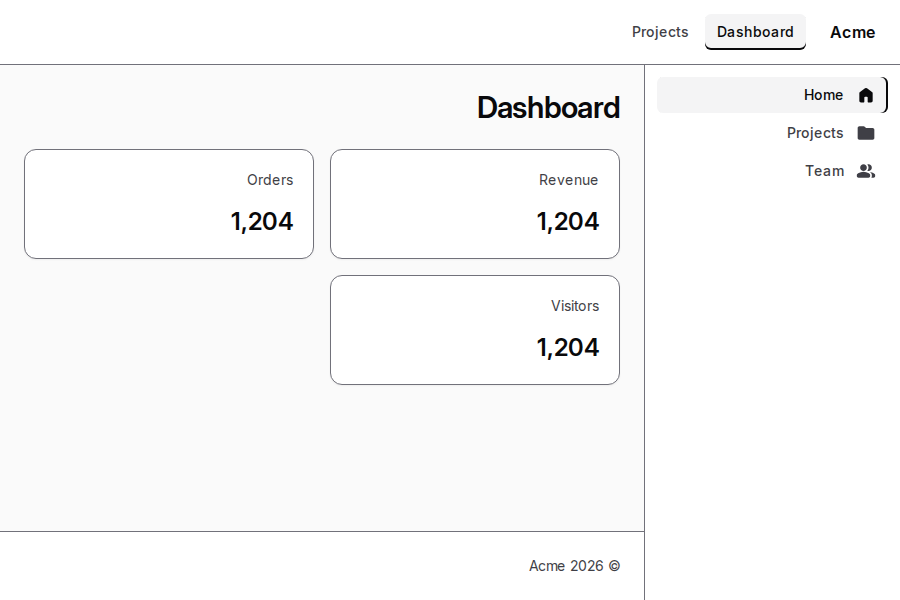 Acme
Dashboard
Projects
Home
Projects
Team
Dashboard
Revenue
1,204
Orders
1,204
Visitors
1,204
Acme 2026 ©